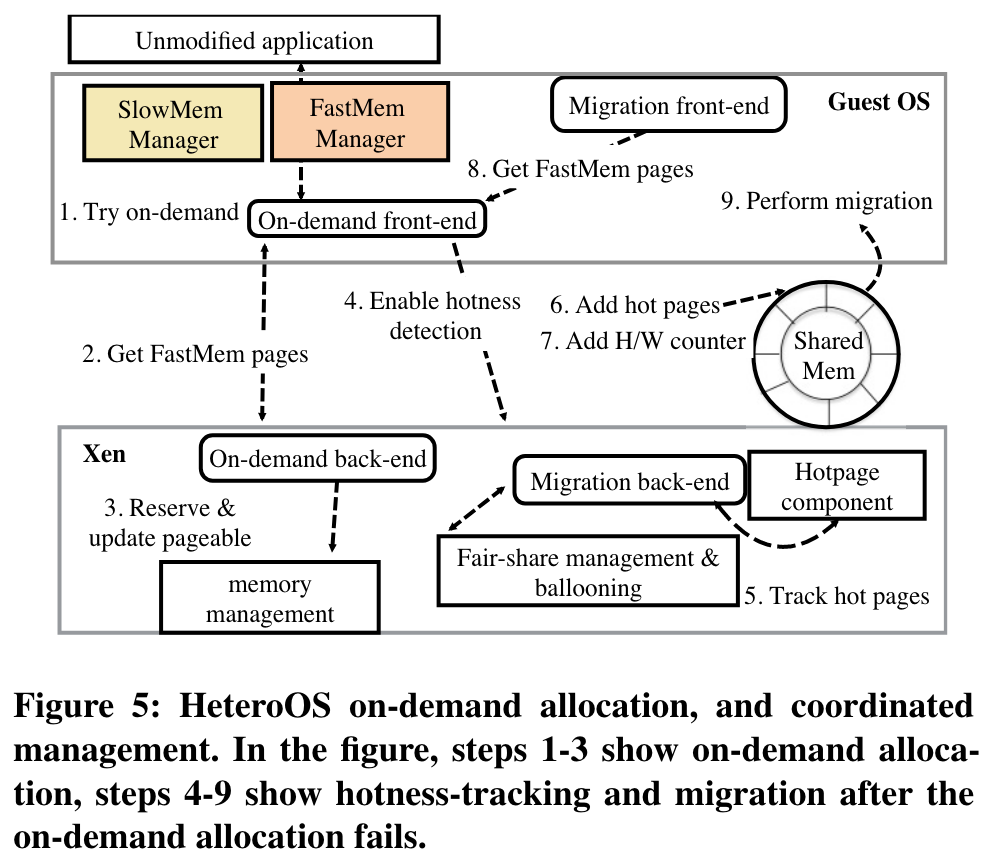 Unmodified application
SlowMem
Manager
FastMem
Manager
Migration front-end
Guest OS
8. Get FastMem pages
1. Try on-demand
On-demand front-end
9. Perform migration
4. Enable hotness
detection
6. Add hot pages
7. Add H/W counter
Shared
Mem
2. Get FastMem pages
Xen
On-demand back-end
3. Reserve &
update pageable
memory
management
Migration back-end
Hotpage
component
Fair-share management &
ballooning
5. Track hot pages
Figure 5: HeteroOS on-demand allocation, and coordinated
management. In the figure, steps 1-3 show on-demand alloca-
tion, steps 4-9 show hotness-tracking and migration after the
on-demand allocation fails.